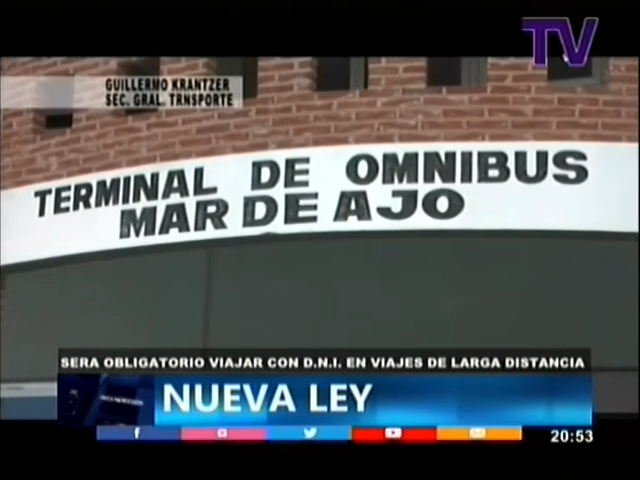 TV
GUILLERMO KRANTZER
SEC. GRAL. TRNSPORTE
TERMINAL DE OMNIBUS
MAR DE AJO
SERA OBLIGATORIO VIAJAR CON D.N.I. EN VIAJES DE LARGA DISTANCIA
NUEVA LEY
20:53